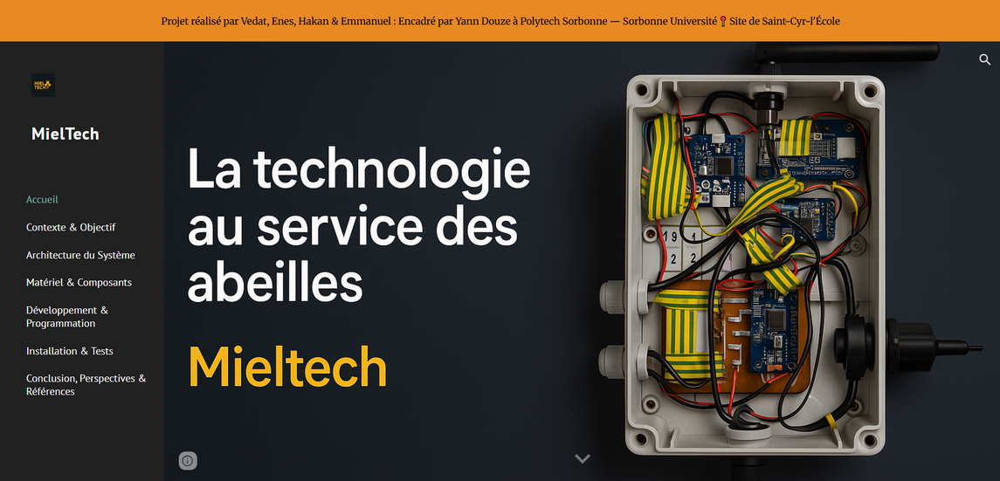 Projet réalisé par Vedat, Enes, Hakan & Emmanuel : Encadré par Yann Douze à Polytech Sorbonne — Sorbonne Université📍Site de Saint-Cyr-l'École
MIEL
TECH
MielTech
Accueil
Contexte & Objectif
Architecture du Système
Matériel & Composants
Développement &
Programmation
Installation & Tests
Conclusion, Perspectives &
Références
La technologie
au service des
abeilles
Mieltech
19 1
2 2